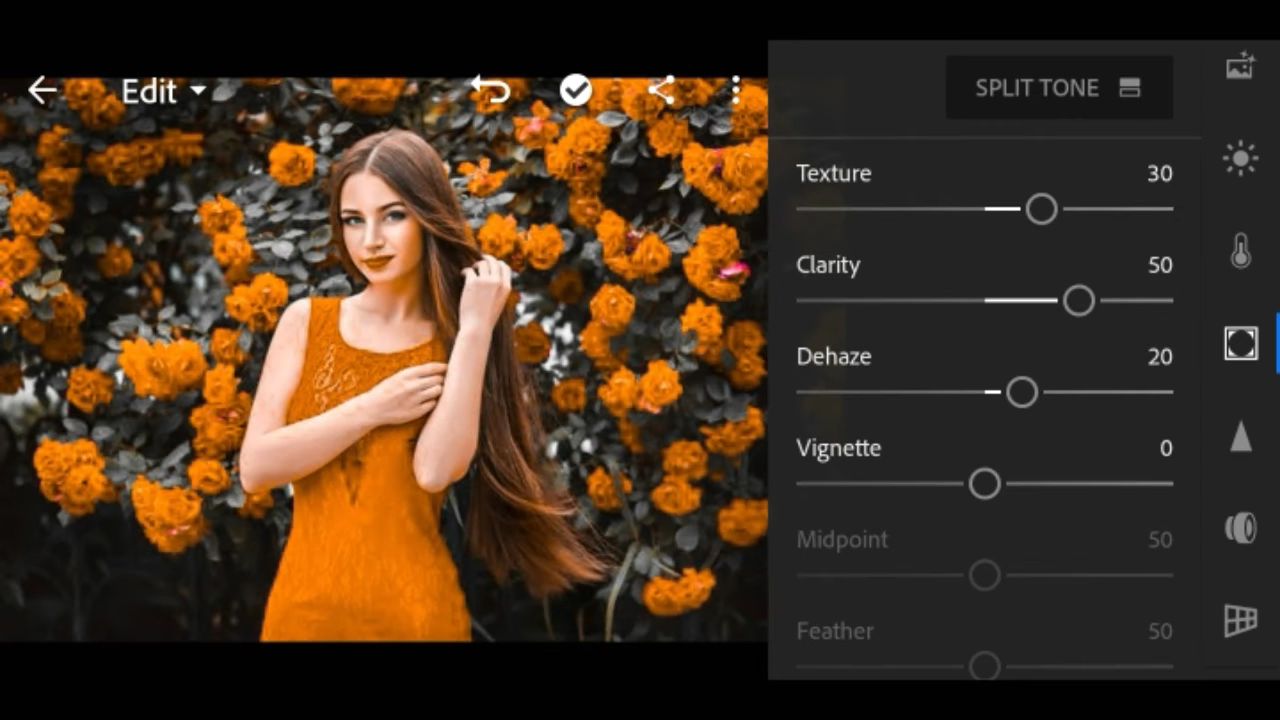 Edit
SPLIT TONE
Texture 30
Clarity 50
Dehaze 20
Vignette 0
Midpoint 50
Feather 50